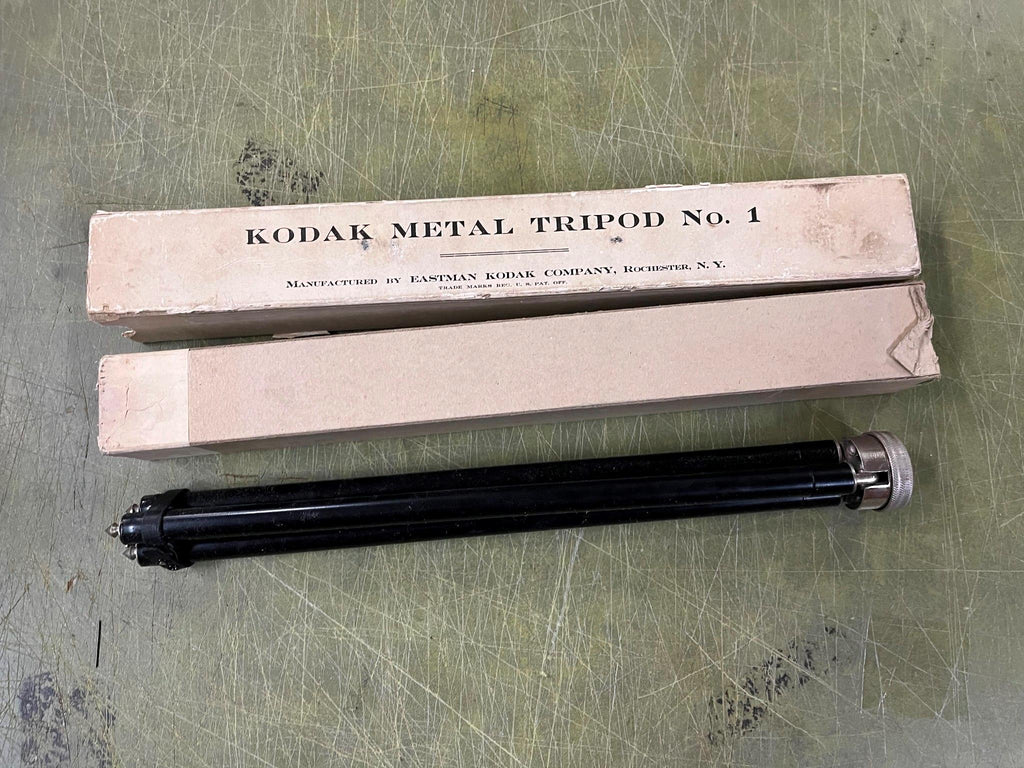 KODAK METAL TRIPOD No. 1
MANUFACTURED BY EASTMAN KODAK COMPANY, ROCHESTER, N. Y.
TRADE MARKS REG. U. S. PAT. OFF.